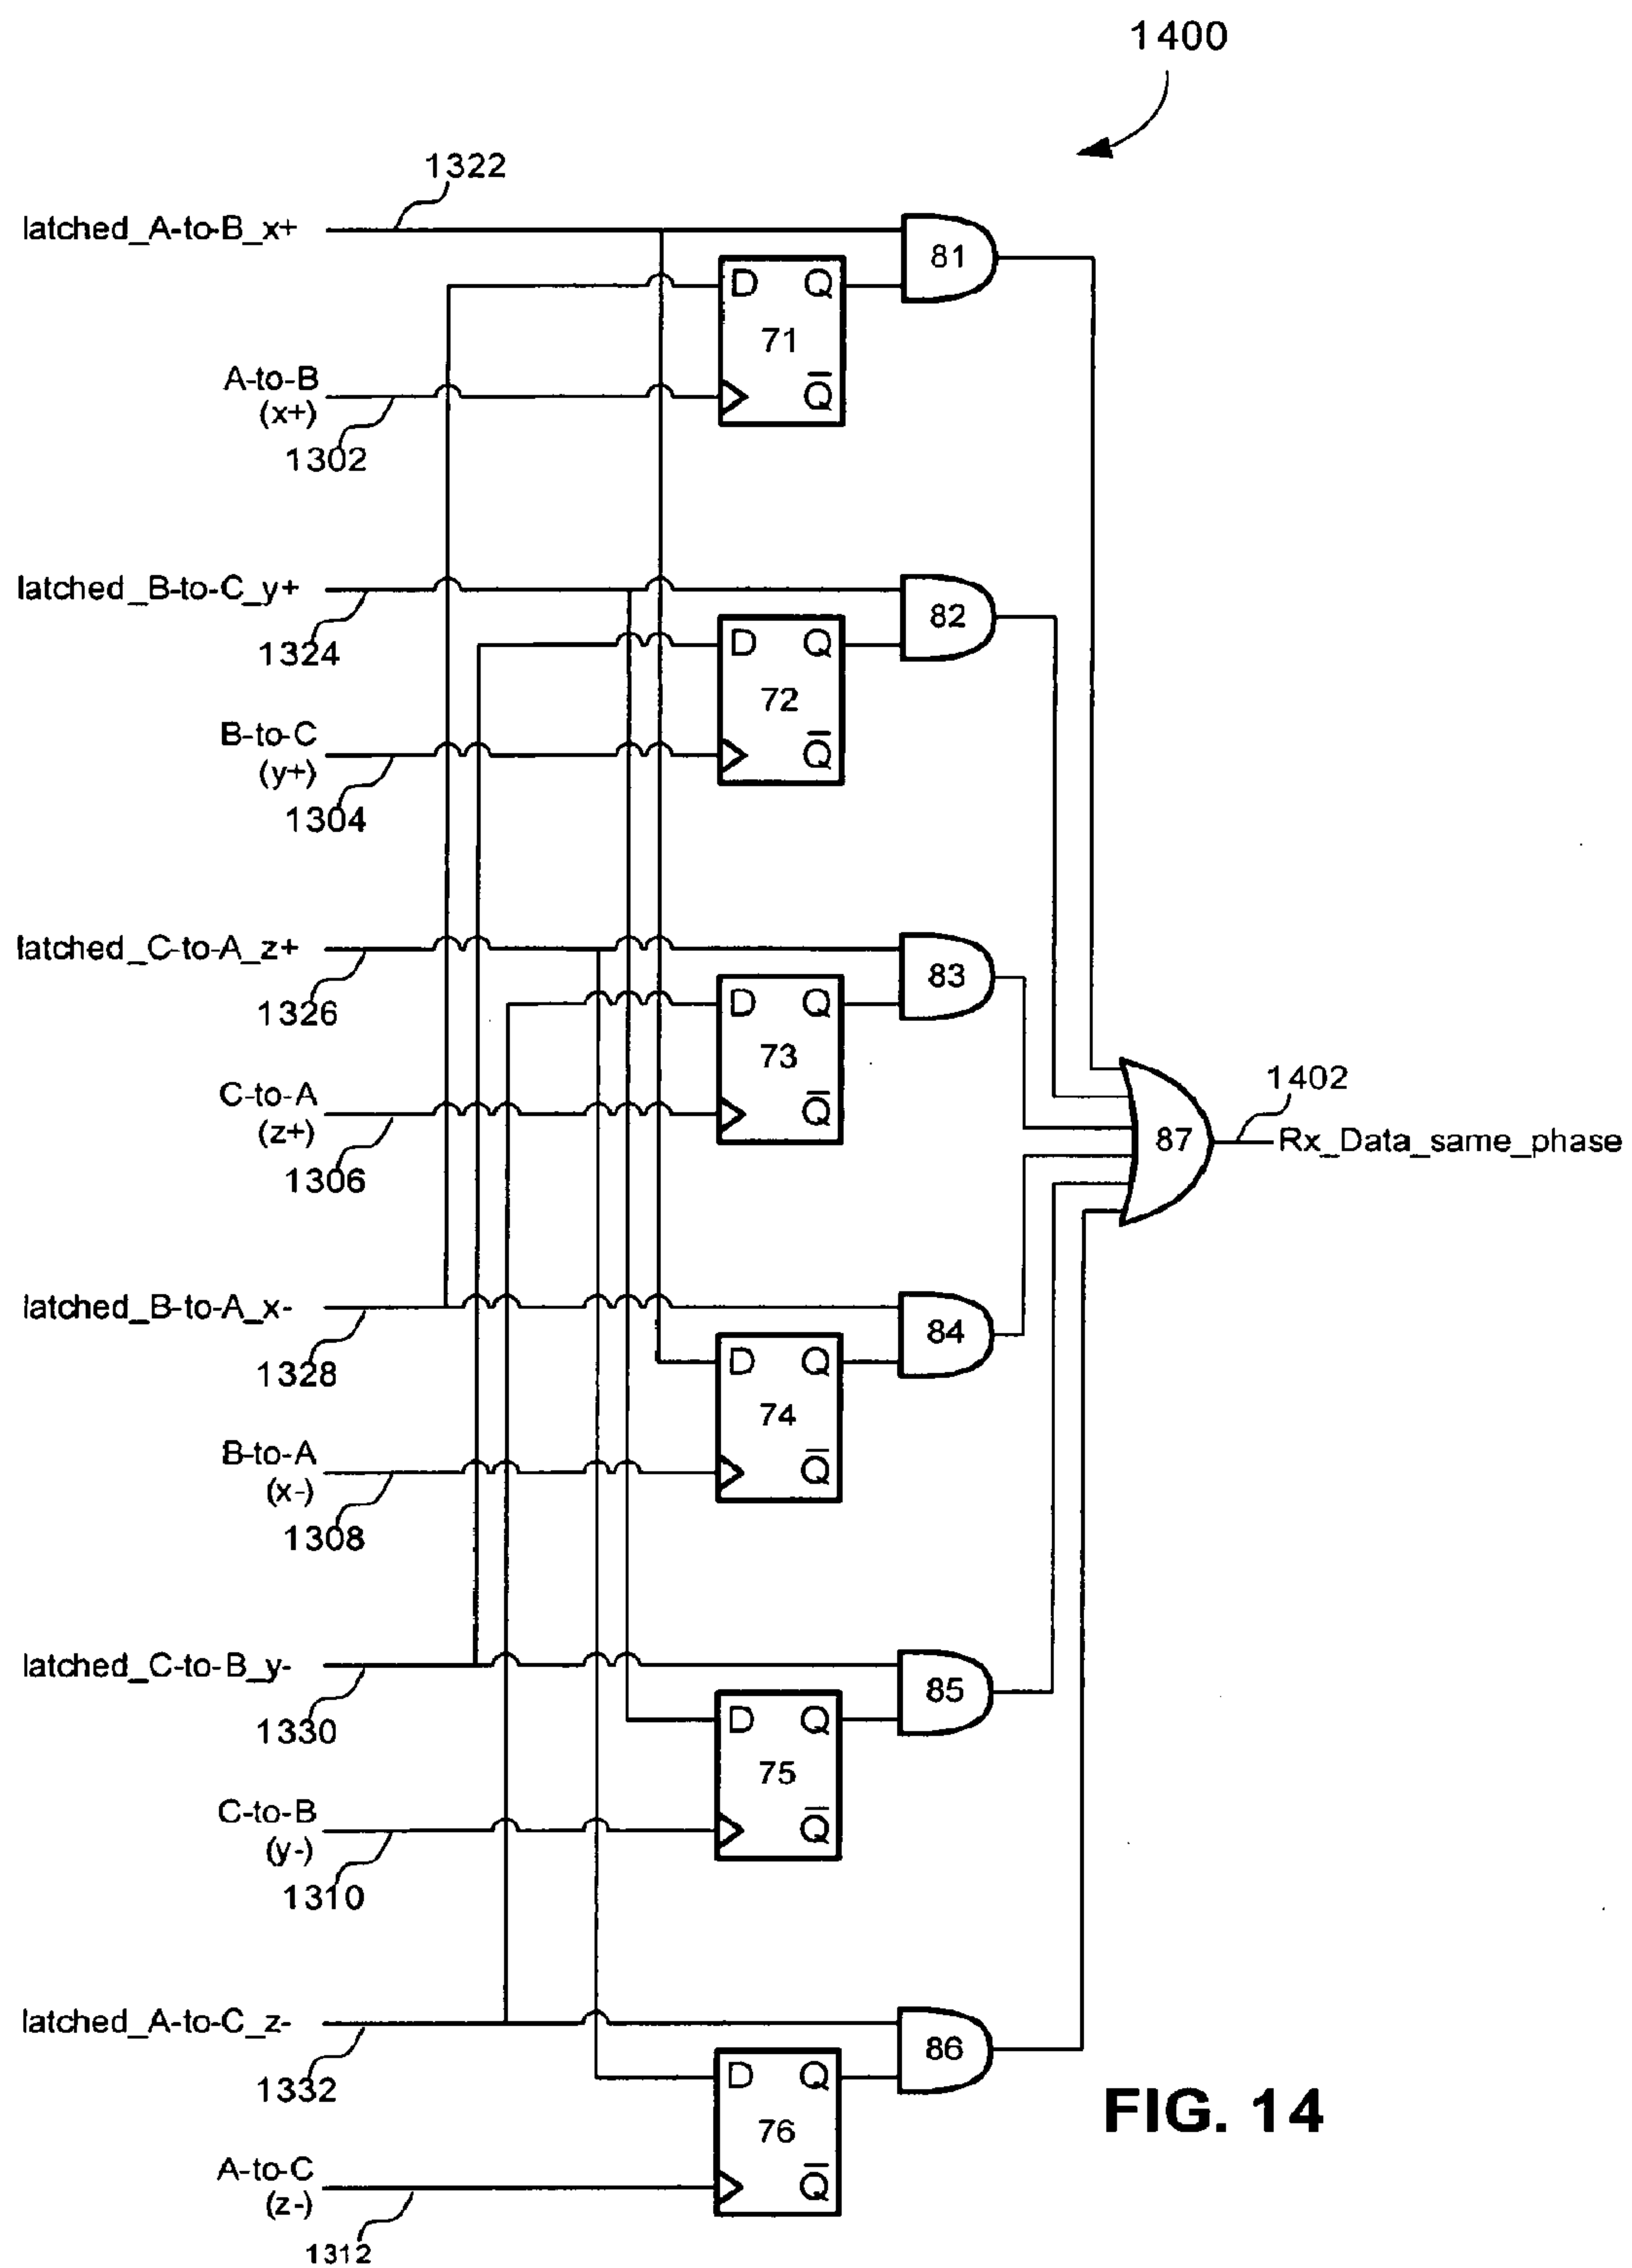 1400
1322
latched_A-to-B_x+
81
D Q
71
A-to-B
(x+)
Q
1302
latched_B-to-C_y+
82
1324
D Q
72
B-to-C
(y+)
Q
1304
latched_C-to-A_z+
83
1326
D Q
73
C-to-A
(z+)
Q
1306
1402
87
Rx_Data_same_phase
latched_B-to-A_x-
84
1328
D Q
74
B-to-A
(x-)
Q
1308
latched_C-to-B_y-
85
1330
D Q
75
C-to-B
(y-)
Q
1310
latched_A-to-C_z-
86
1332
D Q
76
A-to-C
(z-)
Q
1312
FIG. 14